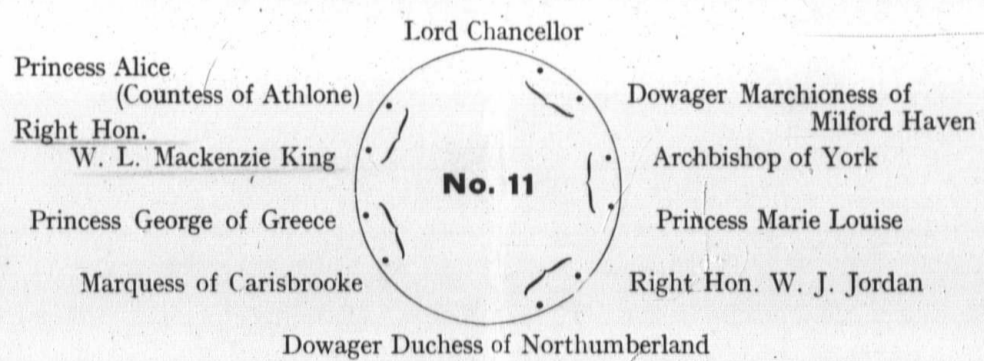 Lord Chancellor
Princess Alice
(Countess of Athlone)
Right Hon.
W. L. Mackenzie King
Princess George of Greece
Marquess of Carisbrooke
No. 11
Dowager Marchioness of
Milford Haven
Archbishop of York
Princess Marie Louise
Right Hon. W. J. Jordan
Dowager Duchess of Northumberland